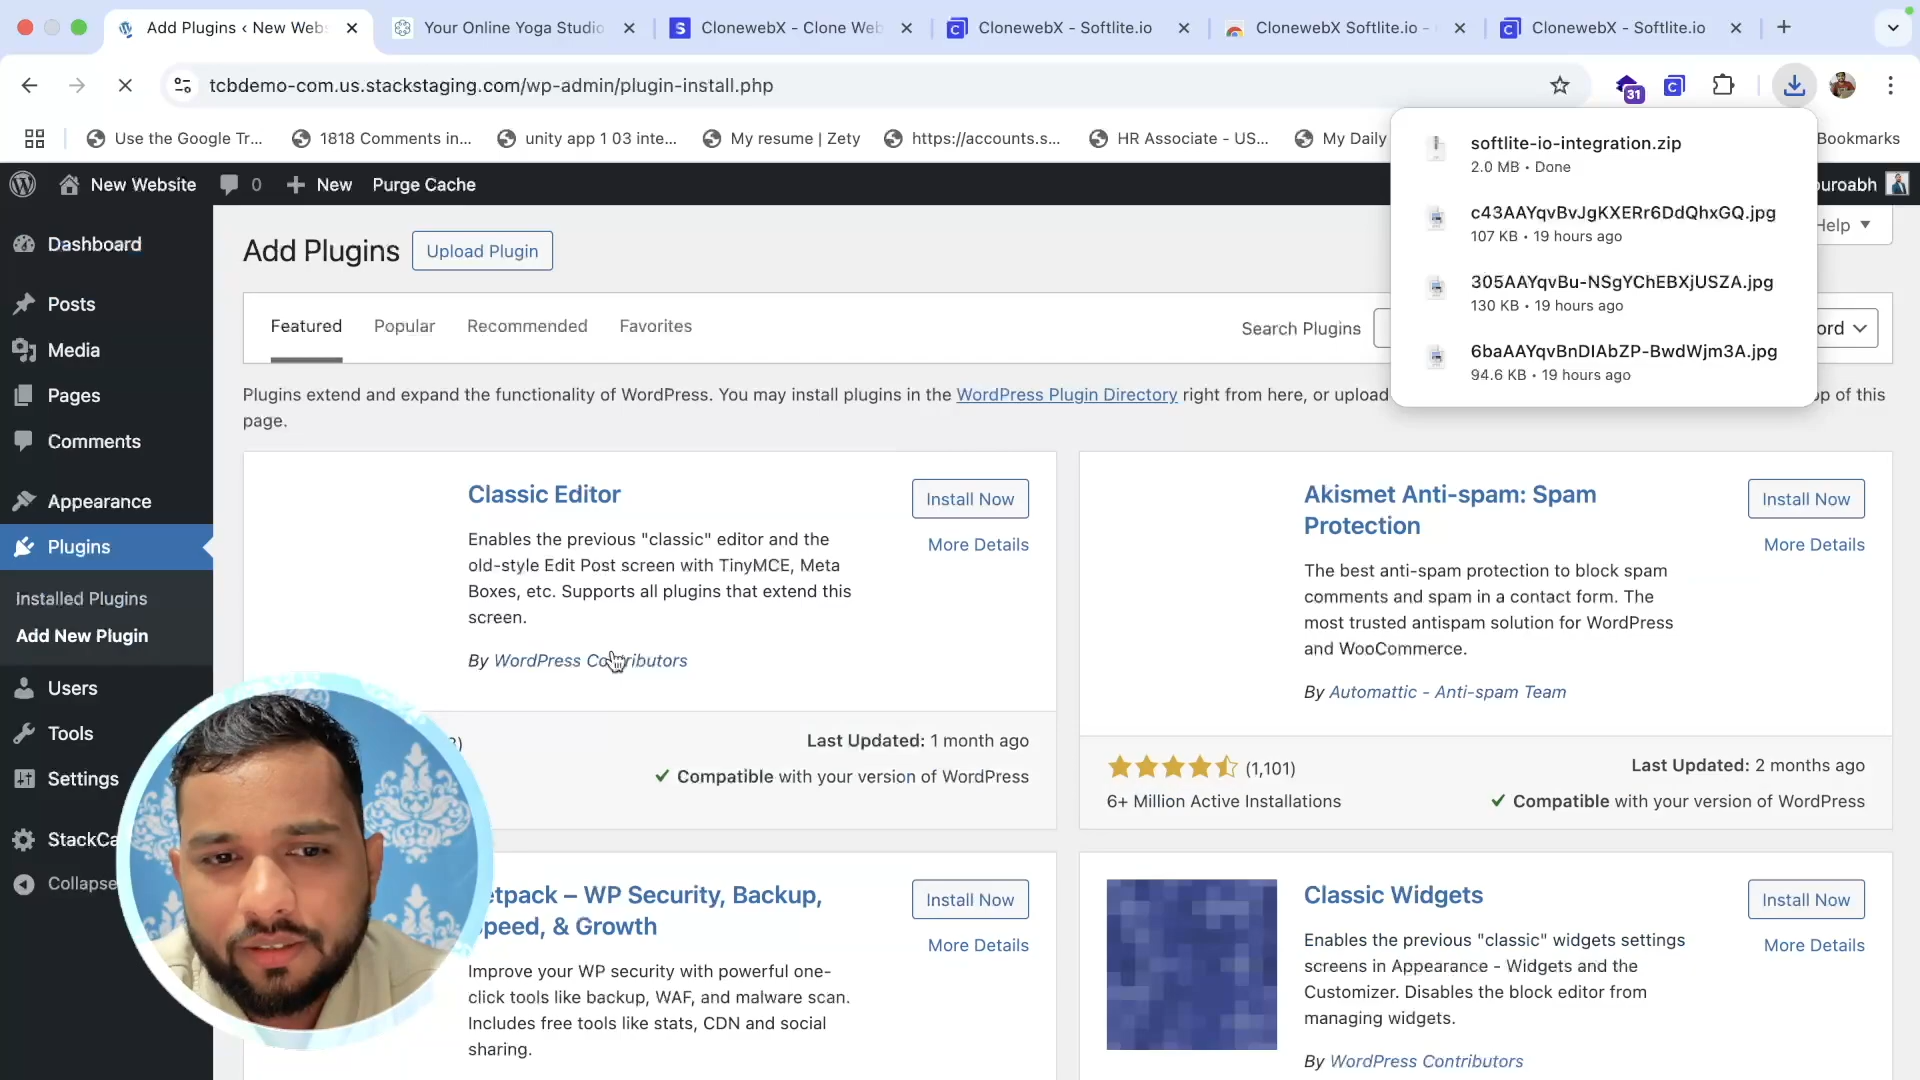 Add Plugins ‹ New Webs
Your Online Yoga Studio
ClonewebX - Clone Web
ClonewebX - Softlite.io
ClonewebX Softlite.io -
ClonewebX - Softlite.io
tcbdemo-com.us.stackstaging.com/wp-admin/plugin-install.php
31
Use the Google Tr...
1818 Comments in...
unity app 1 03 inte...
My resume | Zety
https://accounts.s...
HR Associate - US...
My Daily
Bookmarks
softlite-io-integration.zip
2.0 MB • Done
c43AAYqvBvJgKXERr6DdQhxGQ.jpg
107 KB • 19 hours ago
305AAYqvBu-NSgYChEBXjUSZA.jpg
130 KB • 19 hours ago
6baAAYqvBnDIAbZP-BwdWjm3A.jpg
94.6 KB • 19 hours ago
New Website
0
New
Purge Cache
ouroabh
Dashboard
Posts
Media
Pages
Comments
Appearance
Plugins
Installed Plugins
Add New Plugin
Users
Tools
Settings
StackCa
Collapse
Add Plugins
Upload Plugin
Help
Featured
Popular
Recommended
Favorites
Search Plugins
ord
Plugins extend and expand the functionality of WordPress. You may install plugins in the WordPress Plugin Directory right from here, or upload
op of this
page.
Classic Editor
Install Now
More Details
Enables the previous "classic" editor and the
old-style Edit Post screen with TinyMCE, Meta
Boxes, etc. Supports all plugins that extend this
screen.
By WordPress Contributors
Last Updated: 1 month ago
Compatible with your version of WordPress
Akismet Anti-spam: Spam
Protection
Install Now
More Details
The best anti-spam protection to block spam
comments and spam in a contact form. The
most trusted antispam solution for WordPress
and WooCommerce.
By Automattic - Anti-spam Team
(1,101)
Last Updated: 2 months ago
6+ Million Active Installations
Compatible with your version of WordPress
etpack – WP Security, Backup,
peed, & Growth
Install Now
More Details
Improve your WP security with powerful one-
click tools like backup, WAF, and malware scan.
Includes free tools like stats, CDN and social
sharing.
Classic Widgets
Install Now
More Details
Enables the previous "classic" widgets settings
screens in Appearance - Widgets and the
Customizer. Disables the block editor from
managing widgets.
By WordPress Contributors